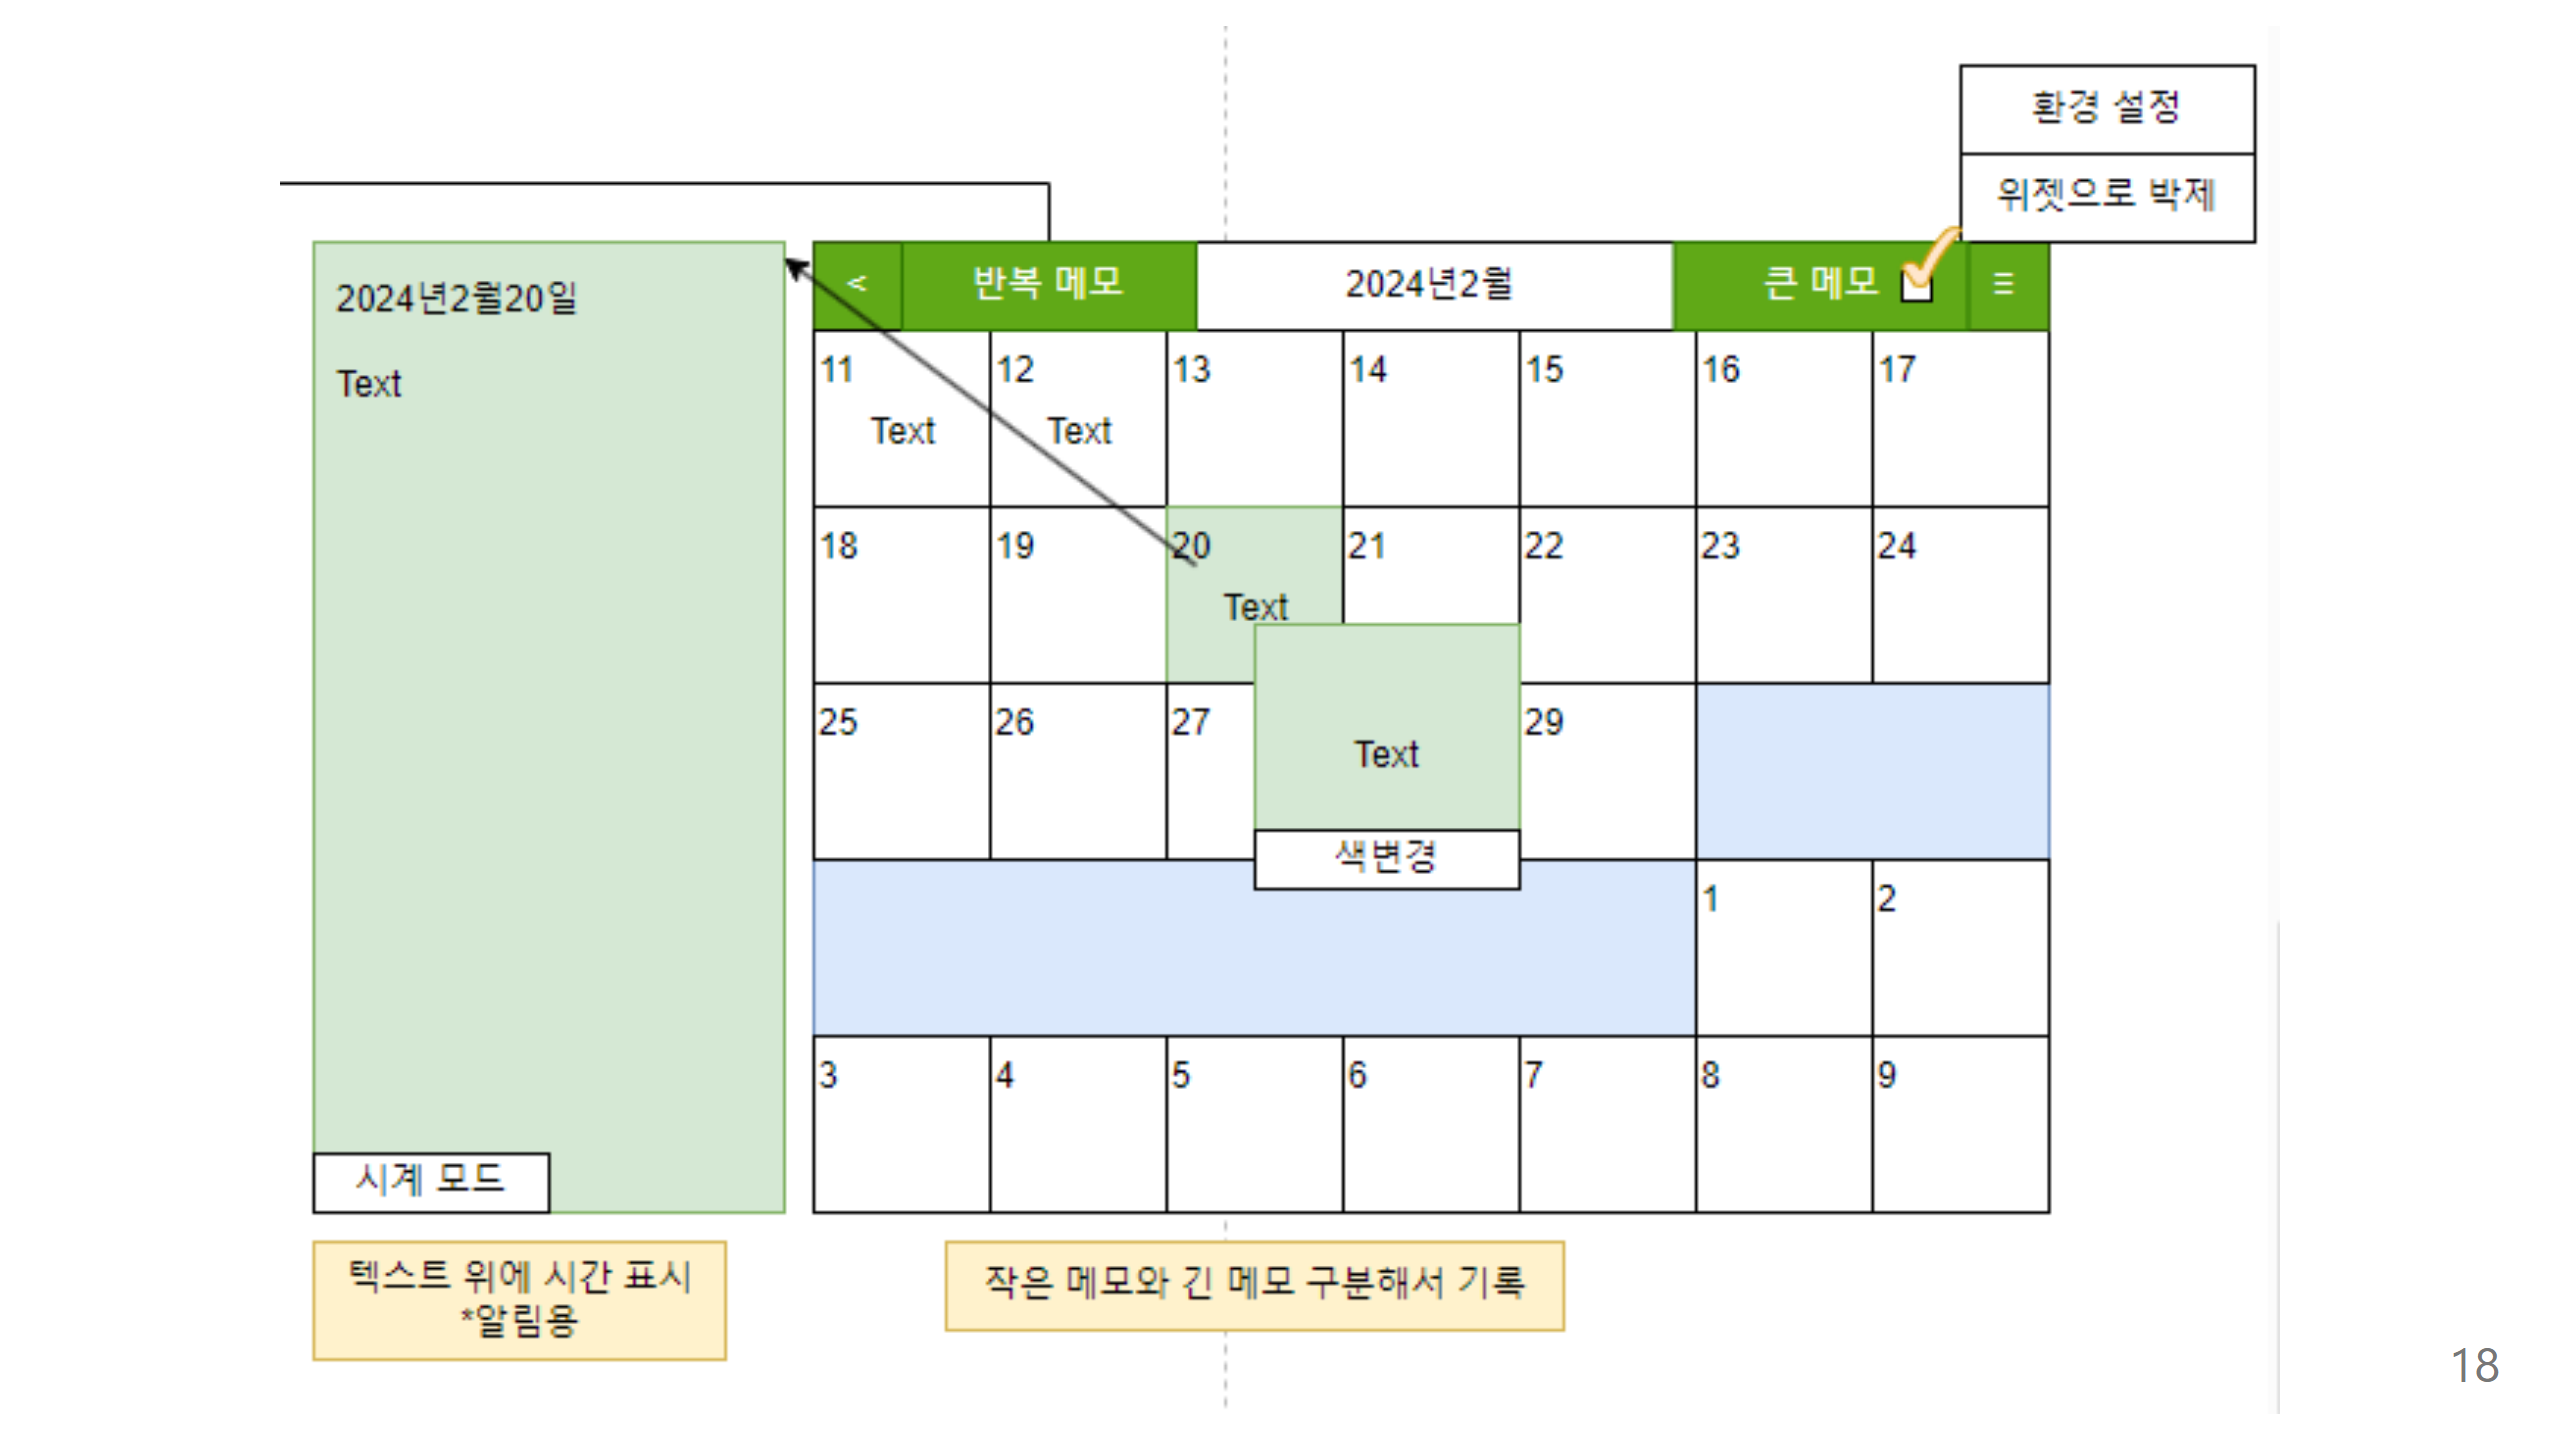 환경 설정
위젯으로 박제
2024년2월20일
Text
시계 모드
< 반복 메모 2024년2월 큰 메모 ☰
11 12 13 14 15 16 17
Text Text
18 19 20 21 22 23 24
Text
25 26 27 29
Text
색변경
1 2
3 4 5 6 7 8 9
텍스트 위에 시간 표시
*알림용
작은 메모와 긴 메모 구분해서 기록
18